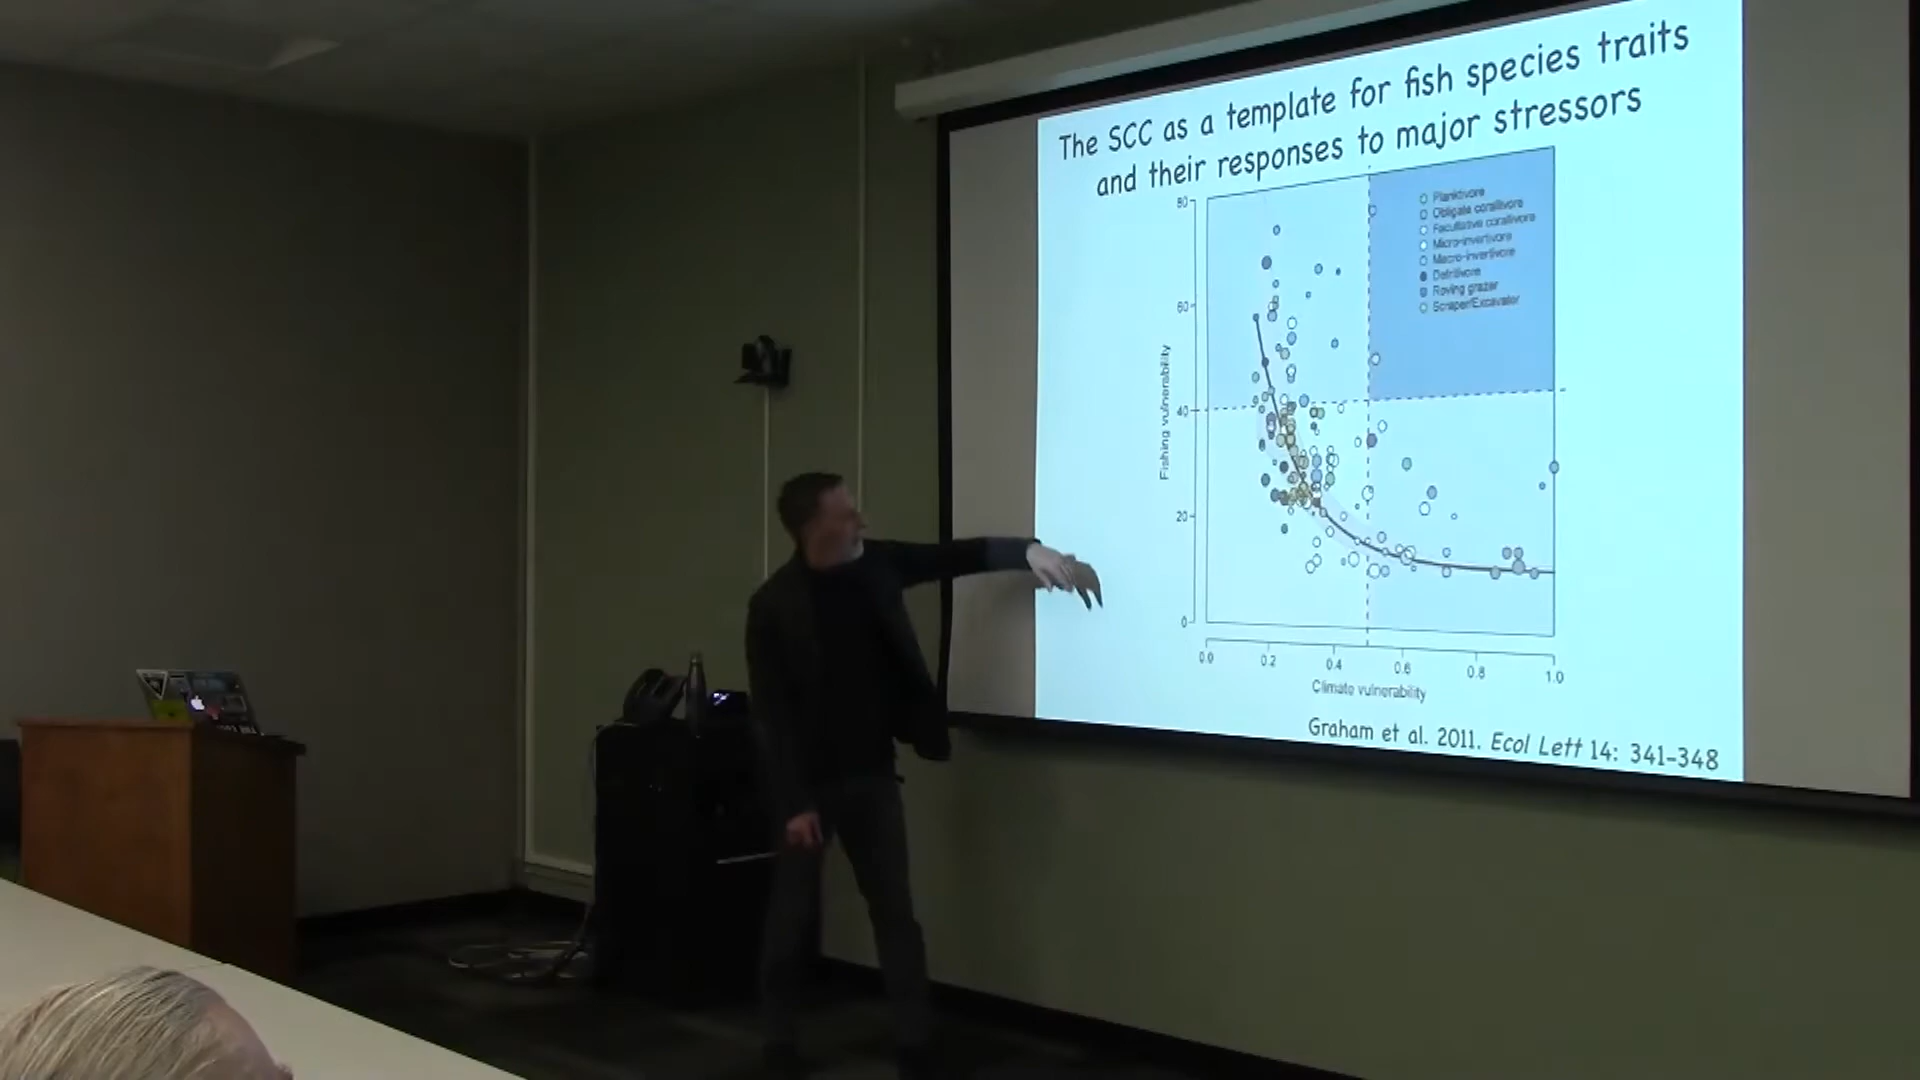 The SCC as a template for fish species traits
and their responses to major stressors
80
60
40
20
0
Fishing vulnerability
Planktivore
Obligate corallivore
Facultative corallivore
Micro-invertivore
Macro-invertivore
Detritivore
Roving grazer
Scraper/Excavator
0.0 0.2 0.4 0.6 0.8 1.0
Climate vulnerability
Graham et al. 2011. Ecol Lett 14: 341-348